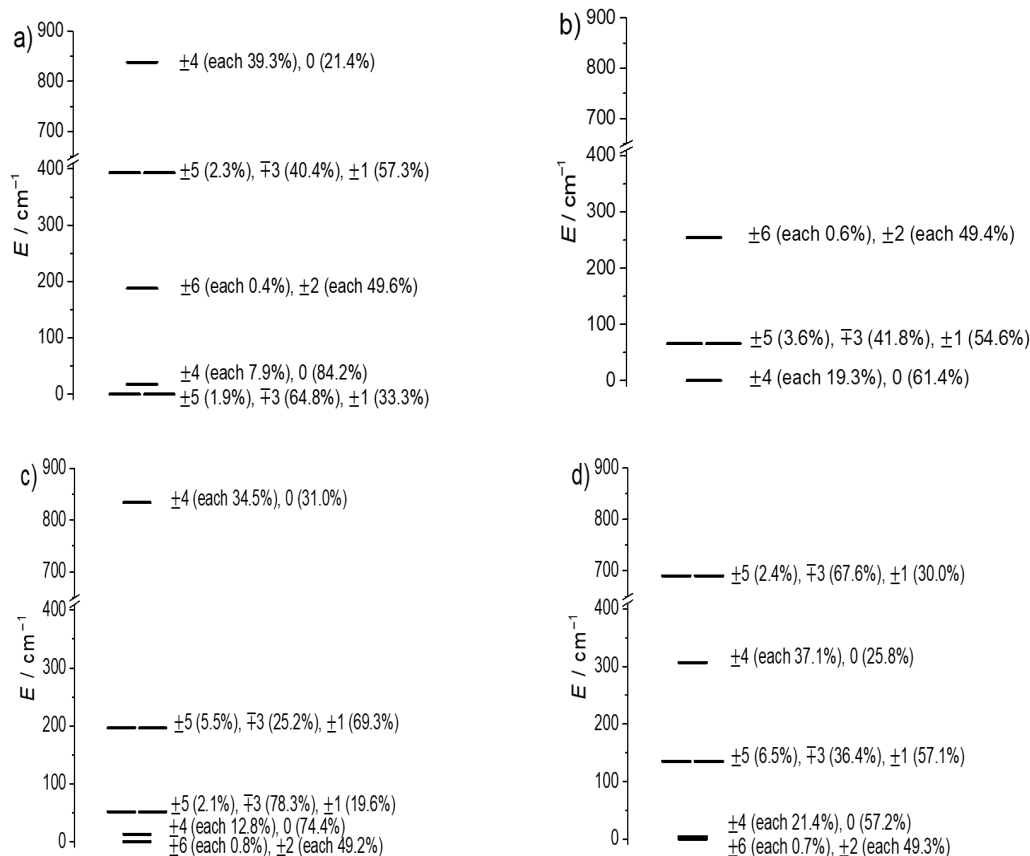 a)
900
800
700
400
300
200
100
0
E / cm⁻¹
±4 (each 39.3%), 0 (21.4%)
±5 (2.3%), ∓3 (40.4%), ±1 (57.3%)
±6 (each 0.4%), ±2 (each 49.6%)
±4 (each 7.9%), 0 (84.2%)
±5 (1.9%), ∓3 (64.8%), ±1 (33.3%)
b)
900
800
700
400
300
200
100
0
E / cm⁻¹
±6 (each 0.6%), ±2 (each 49.4%)
±5 (3.6%), ∓3 (41.8%), ±1 (54.6%)
±4 (each 19.3%), 0 (61.4%)
c)
900
800
700
400
300
200
100
0
E / cm⁻¹
±4 (each 34.5%), 0 (31.0%)
±5 (5.5%), ∓3 (25.2%), ±1 (69.3%)
±5 (2.1%), ∓3 (78.3%), ±1 (19.6%)
±4 (each 12.8%), 0 (74.4%)
±6 (each 0.8%), ±2 (each 49.2%)
d)
900
800
700
400
300
200
100
0
E / cm⁻¹
±5 (2.4%), ∓3 (67.6%), ±1 (30.0%)
±4 (each 37.1%), 0 (25.8%)
±5 (6.5%), ∓3 (36.4%), ±1 (57.1%)
±4 (each 21.4%), 0 (57.2%)
±6 (each 0.7%), ±2 (each 49.3%)